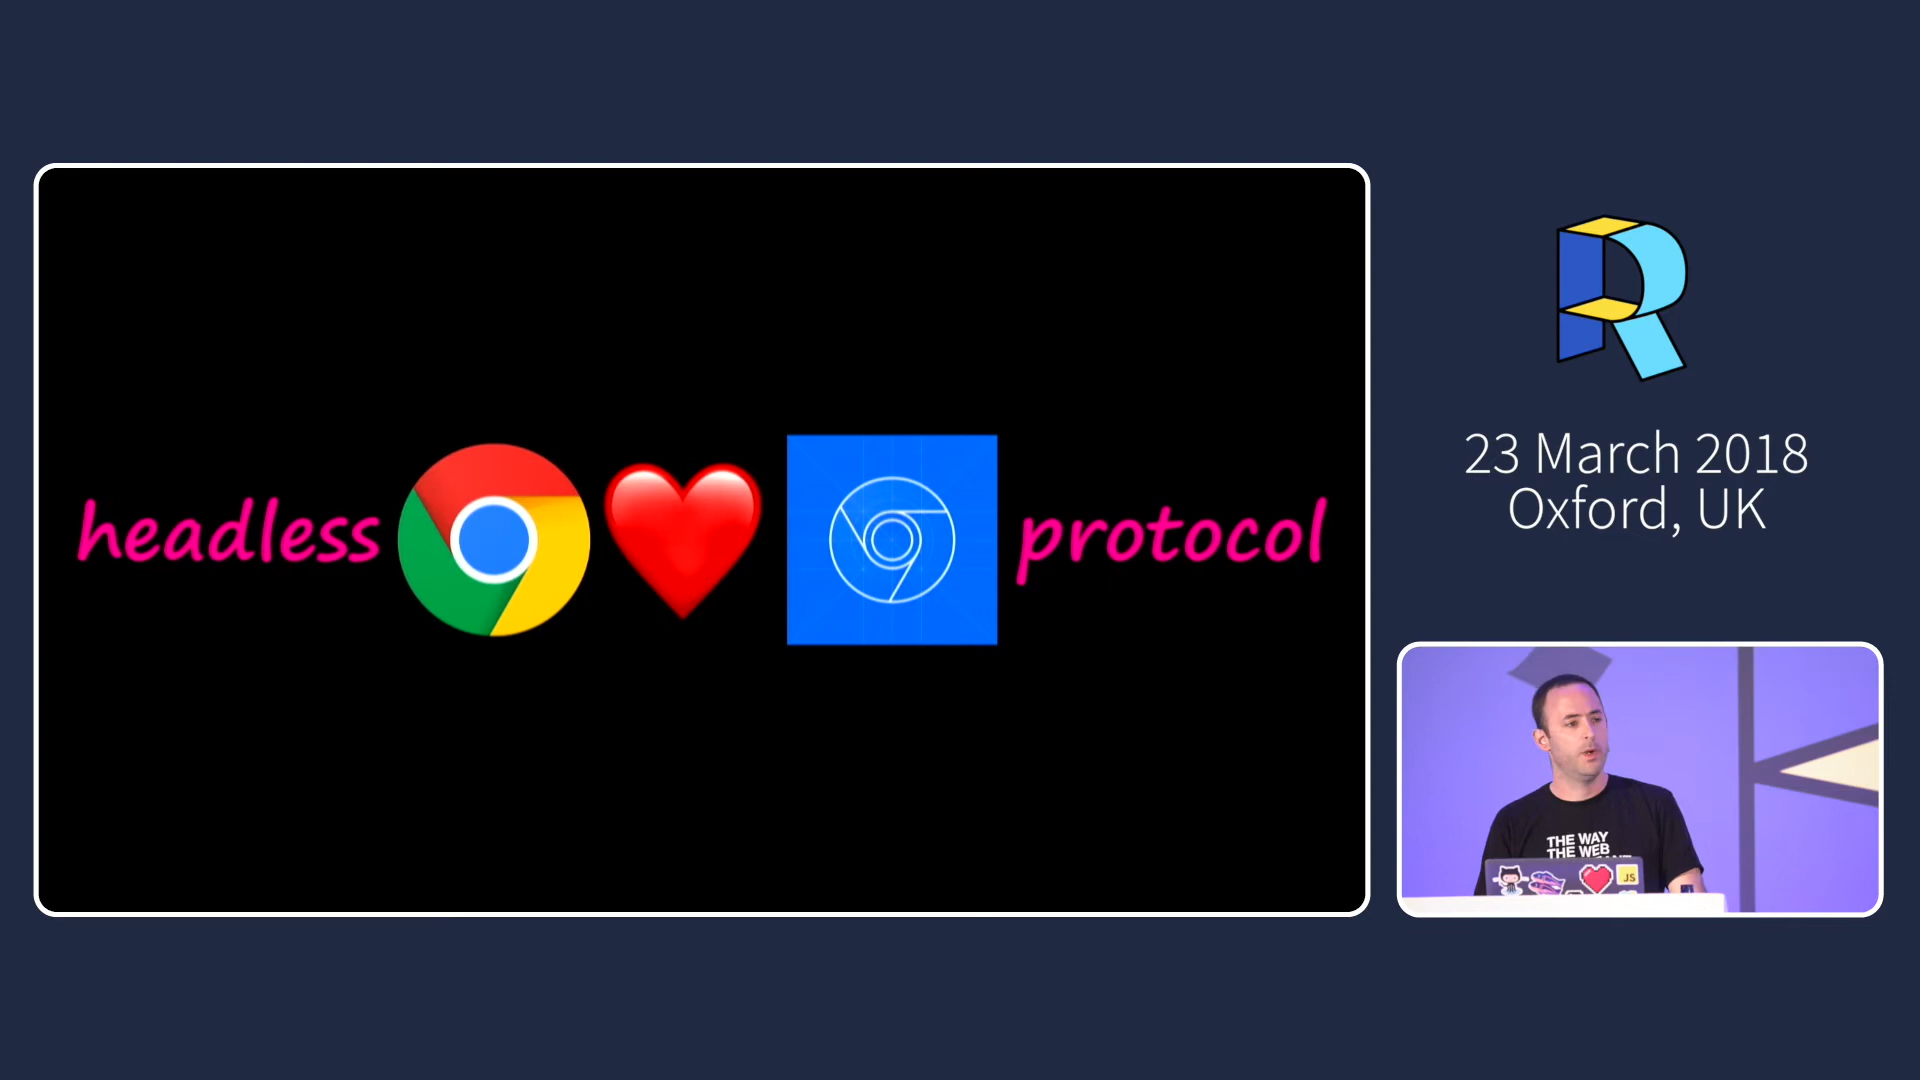 headless
protocol
23 March 2018
Oxford, UK
THE WAY
THE WEB
JS